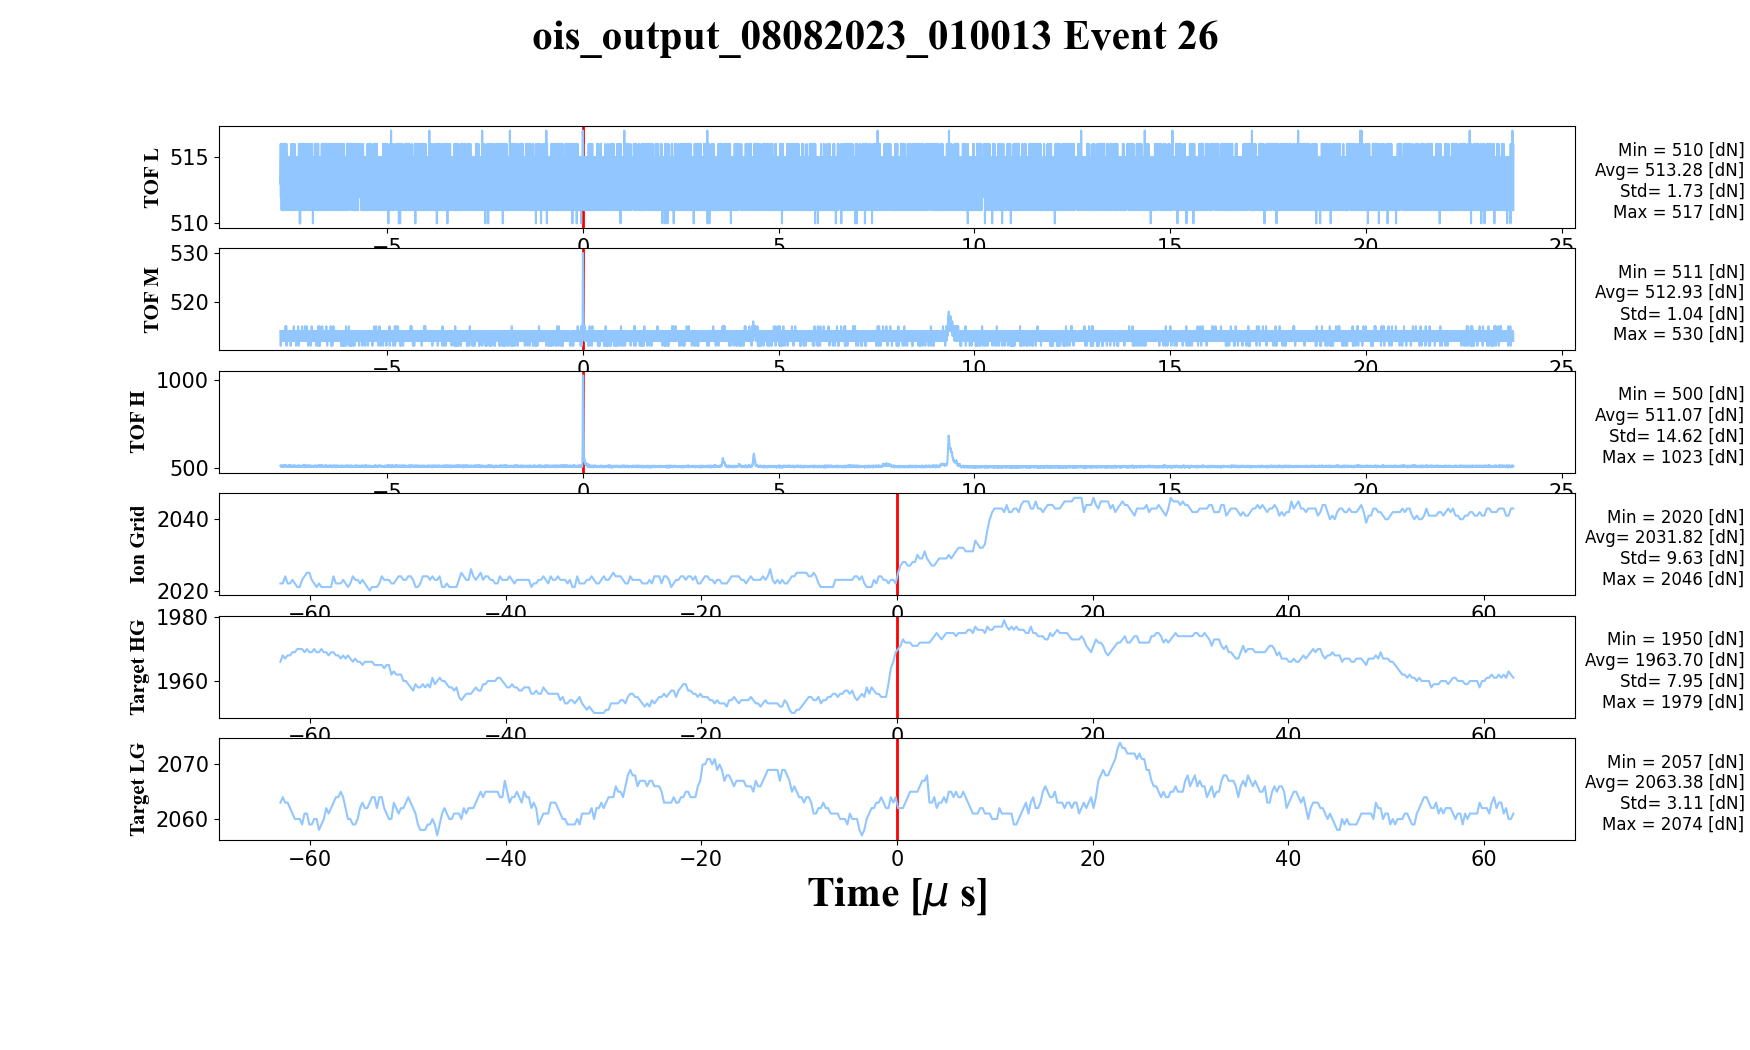 ois_output_08082023_010013 Event 26
TOF L
515
510
−5 0 5 10 15 20 25
Min = 510 [dN]
Avg= 513.28 [dN]
Std= 1.73 [dN]
Max = 517 [dN]
TOF M
530
520
−5 0 5 10 15 20 25
Min = 511 [dN]
Avg= 512.93 [dN]
Std= 1.04 [dN]
Max = 530 [dN]
TOF H
1000
500
−5 0 5 10 15 20 25
Min = 500 [dN]
Avg= 511.07 [dN]
Std= 14.62 [dN]
Max = 1023 [dN]
Ion Grid
2040
2020
−60 −40 −20 0 20 40 60
Min = 2020 [dN]
Avg= 2031.82 [dN]
Std= 9.63 [dN]
Max = 2046 [dN]
Target HG
1980
1960
−60 −40 −20 0 20 40 60
Min = 1950 [dN]
Avg= 1963.70 [dN]
Std= 7.95 [dN]
Max = 1979 [dN]
Target LG
2070
2060
−60 −40 −20 0 20 40 60
Min = 2057 [dN]
Avg= 2063.38 [dN]
Std= 3.11 [dN]
Max = 2074 [dN]
Time [μ s]